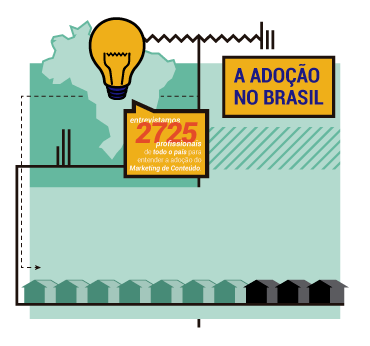 A ADOÇÃO
NO BRASIL
entrevistamos
2725
profissionais
de todo o país para
entender a adoção do
Marketing de Conteúdo.